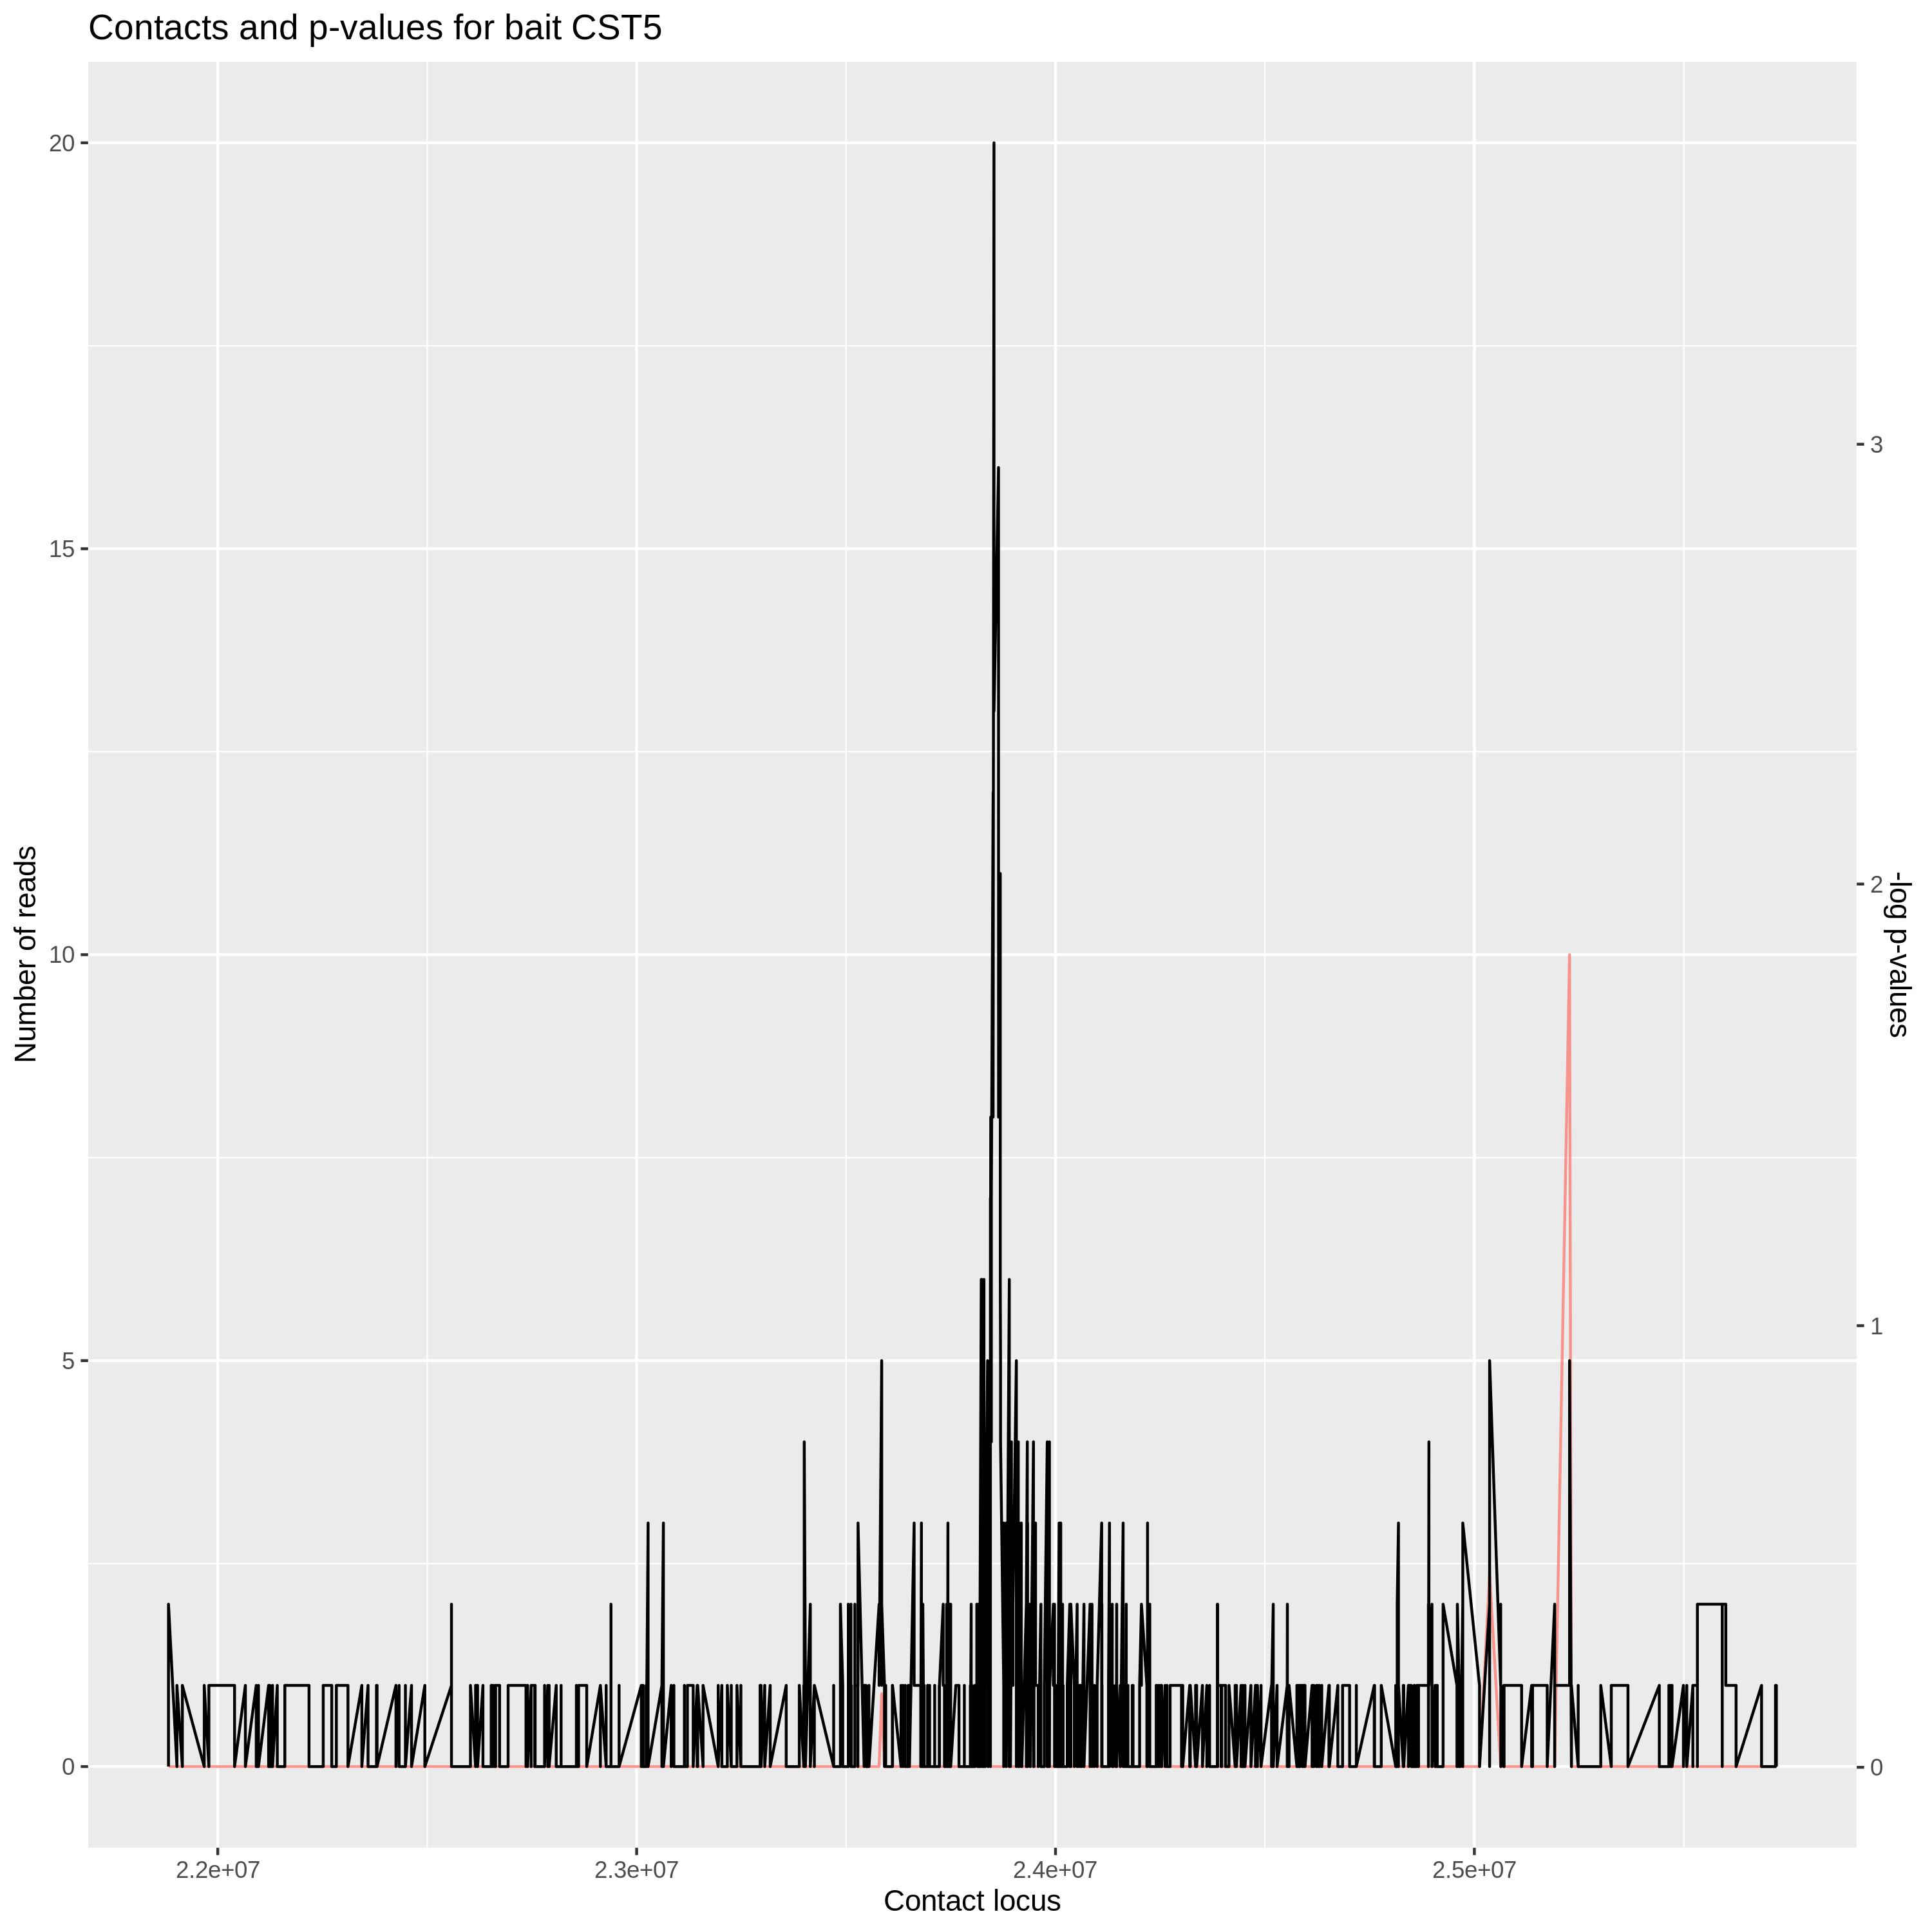 Contacts and p-values for bait CST5
20
15
10
5
0
Number of reads
3
2
1
0
-log p-values
2.2e+07
2.3e+07
2.4e+07
2.5e+07
Contact locus